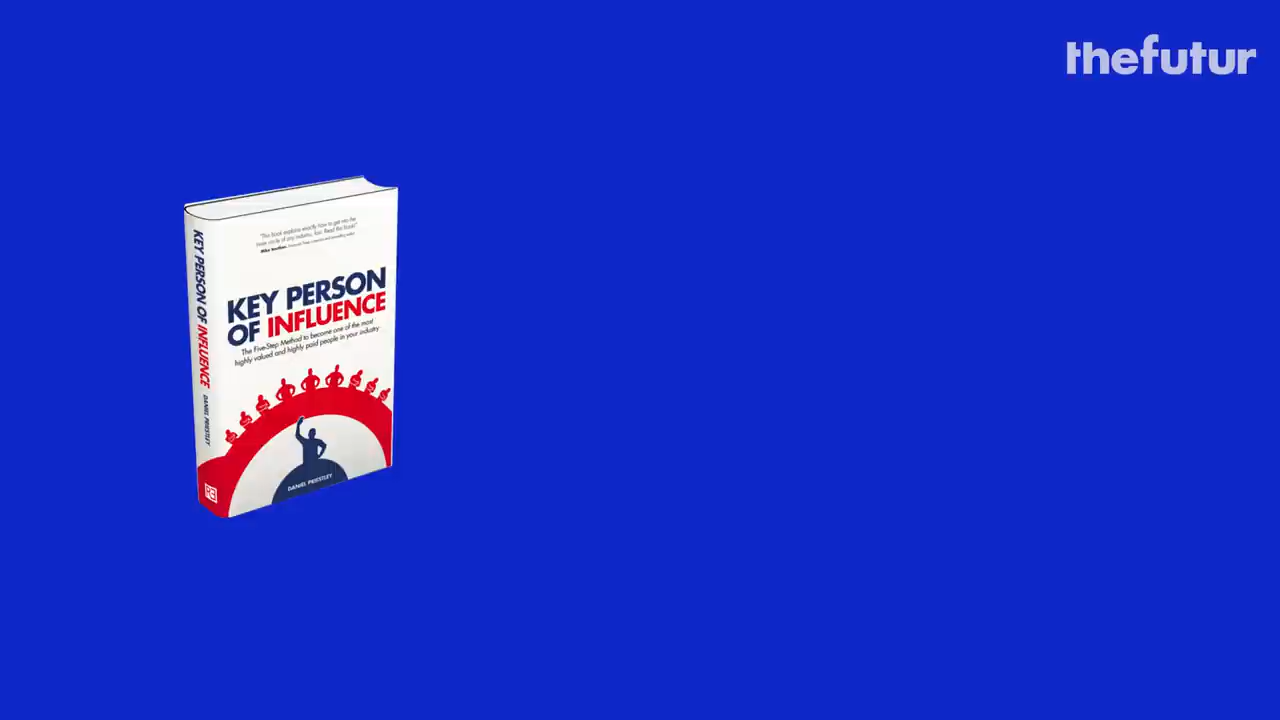 thefutur
"This book explains exactly how to get into the
inner circle of any industry, fast. Read this book!"
KEY PERSON
OF INFLUENCE
The Five-Step Method to become one of the most
highly valued and highly paid people in your industry
DANIEL PRIESTLEY
KEY PERSON OF INFLUENCE DANIEL PRIESTLEY